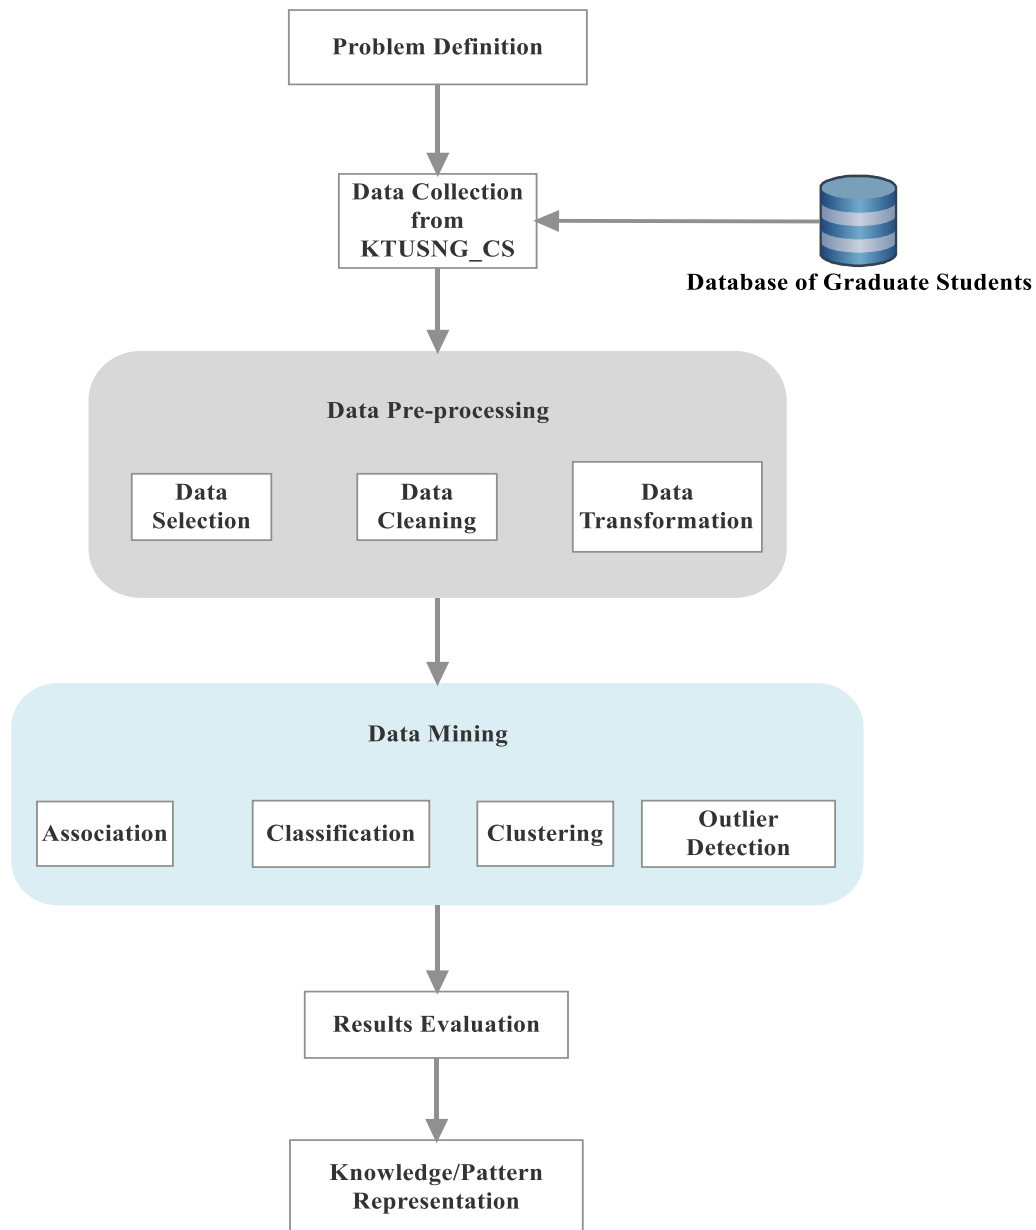 Problem Definition
Data Collection
from
KTUSNG_CS
Database of Graduate Students
Data Pre-processing
Data
Selection
Data
Cleaning
Data
Transformation
Data Mining
Association
Classification
Clustering
Outlier
Detection
Results Evaluation
Knowledge/Pattern
Representation